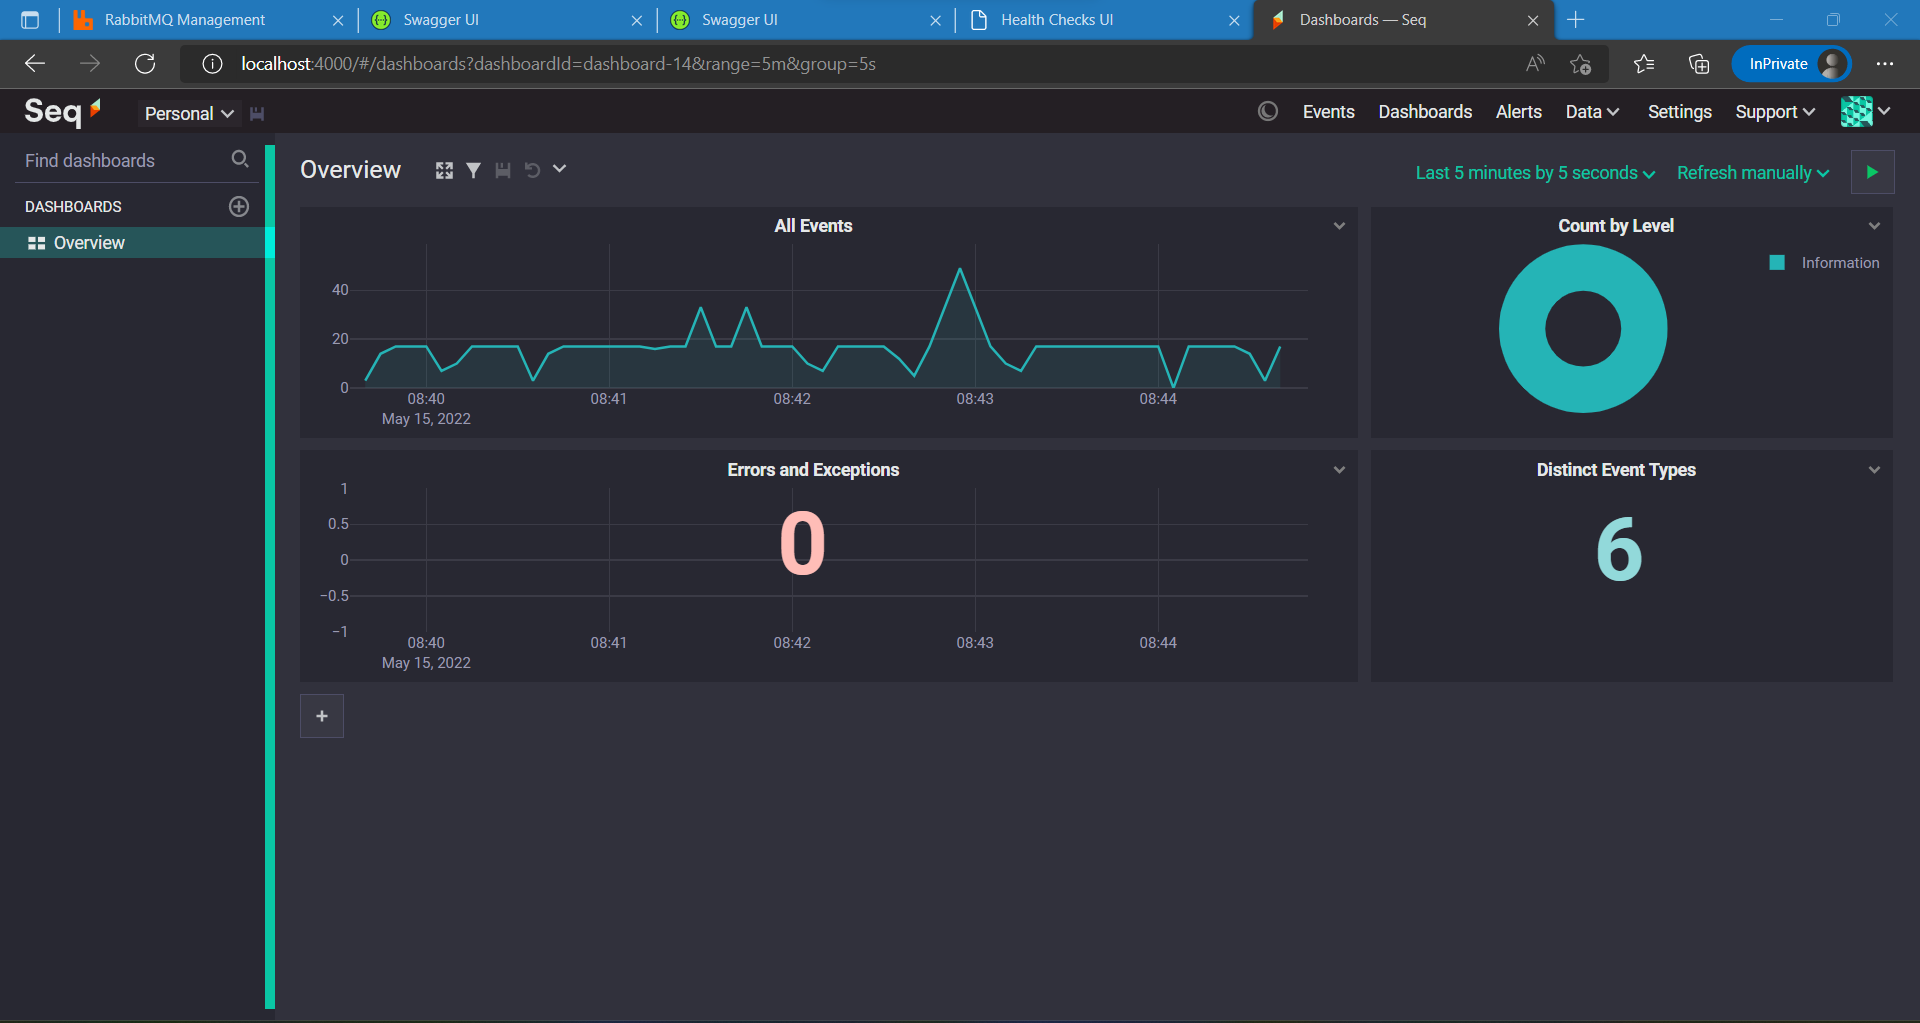 RabbitMQ Management
Swagger UI
Swagger UI
Health Checks UI
Dashboards — Seq
localhost:4000/#/dashboards?dashboardId=dashboard-14&range=5m&group=5s
InPrivate
Seq
Personal
Events
Dashboards
Alerts
Data
Settings
Support
Find dashboards
DASHBOARDS
Overview
Overview
Last 5 minutes by 5 seconds
Refresh manually
All Events
40
20
0
08:40
08:41
08:42
08:43
08:44
May 15, 2022
Count by Level
Information
Errors and Exceptions
1
0.5
0
−0.5
−1
0
08:40
08:41
08:42
08:43
08:44
May 15, 2022
Distinct Event Types
6